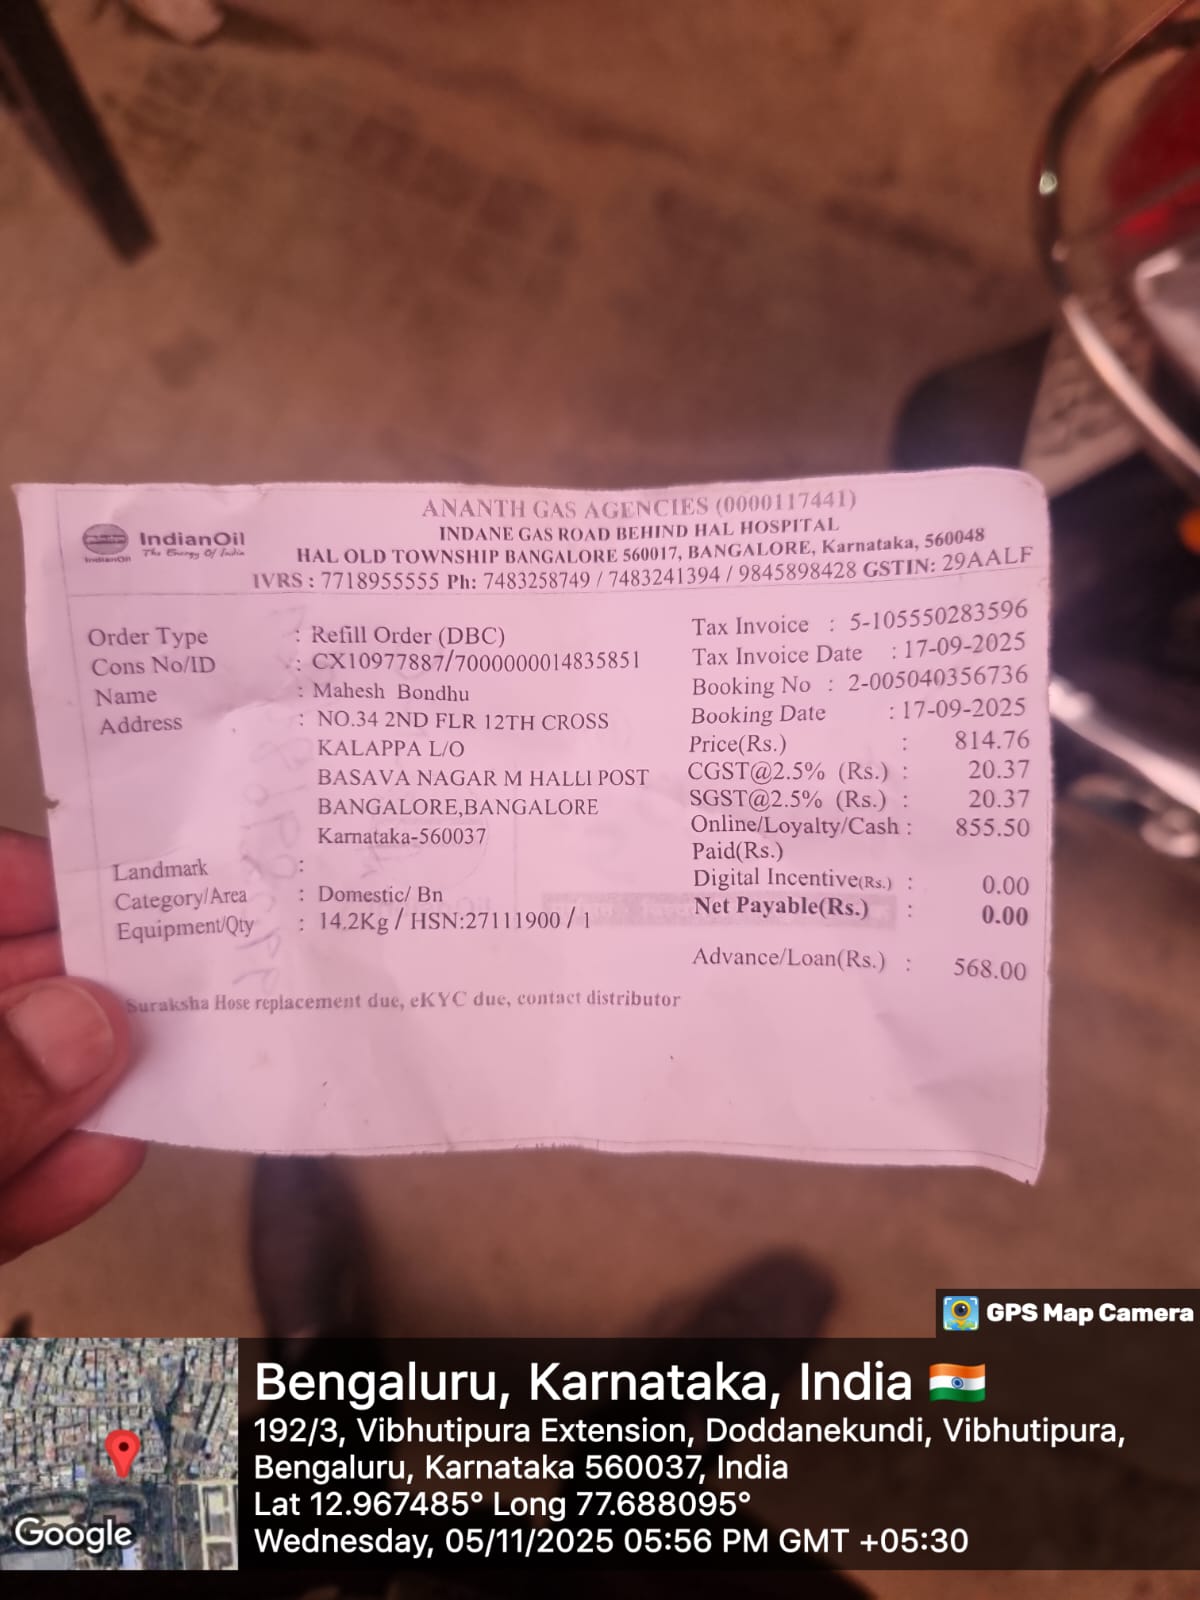 ANANTH GAS AGENCIES (0000117441)
INDANE GAS ROAD BEHIND HAL HOSPITAL
HAL OLD TOWNSHIP BANGALORE 560017, BANGALORE, Karnataka, 560048
IVRS : 7718955555 Ph: 7483258749 / 7483241394 / 9845898428 GSTIN: 29AALF
IndianOil
The Energy Of India
IndianOil
Order Type : Refill Order (DBC)
Cons No/ID : CX10977887/7000000014835851
Name : Mahesh Bondhu
Address : NO.34 2ND FLR 12TH CROSS
KALAPPA L/O
BASAVA NAGAR M HALLI POST
BANGALORE,BANGALORE
Karnataka-560037
Landmark :
Category/Area : Domestic/ Bn
Equipment/Qty : 14.2Kg / HSN:27111900 / 1
Tax Invoice : 5-105550283596
Tax Invoice Date : 17-09-2025
Booking No : 2-005040356736
Booking Date : 17-09-2025
Price(Rs.) : 814.76
CGST@2.5% (Rs.) : 20.37
SGST@2.5% (Rs.) : 20.37
Online/Loyalty/Cash : 855.50
Paid(Rs.)
Digital Incentive(Rs.) : 0.00
Net Payable(Rs.) : 0.00
Advance/Loan(Rs.) : 568.00
Suraksha Hose replacement due, eKYC due, contact distributor
GPS Map Camera
Bengaluru, Karnataka, India
192/3, Vibhutipura Extension, Doddanekundi, Vibhutipura,
Bengaluru, Karnataka 560037, India
Lat 12.967485° Long 77.688095°
Wednesday, 05/11/2025 05:56 PM GMT +05:30
Google